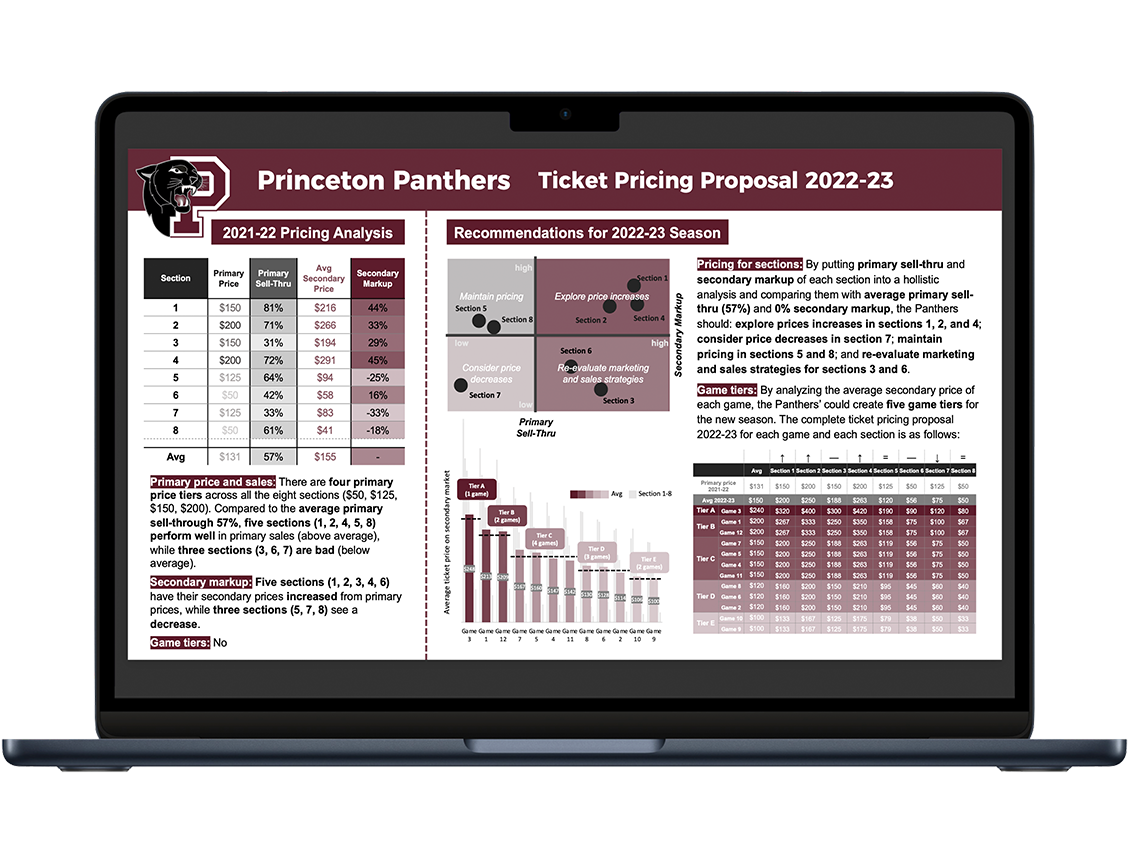 Princeton Panthers Ticket Pricing Proposal 2022-23
P
2021-22 Pricing Analysis
Section Primary Price Primary Sell-Thru Avg Secondary Price Secondary Markup
1 $150 81% $216 44%
2 $200 71% $266 33%
3 $150 31% $194 29%
4 $200 72% $291 45%
5 $125 64% $94 -25%
6 $50 42% $58 16%
7 $125 33% $83 -33%
8 $50 61% $41 -18%
Avg $131 57% $155 -
Primary price and sales: There are four primary
price tiers across all the eight sections ($50, $125,
$150, $200). Compared to the average primary
sell-through 57%, five sections (1, 2, 4, 5, 8)
perform well in primary sales (above average),
while three sections (3, 6, 7) are bad (below
average).
Secondary markup: Five sections (1, 2, 3, 4, 6)
have their secondary prices increased from primary
prices, while three sections (5, 7, 8) see a
decrease.
Game tiers: No
Recommendations for 2022-23 Season
high
Section 1
Maintain pricing
Explore price increases
Section 5
Section 8
Section 2
Section 4
low
high
Section 6
Consider price
decreases
Re-evaluate marketing
and sales strategies
Section 7
Section 3
low
Secondary Markup
Primary
Sell-Thru
Average ticket price on secondary market
Tier A
(1 game)
Tier B
(2 games)
Tier C
(4 games)
Tier D
(3 games)
Tier E
(2 games)
Avg
Section 1-8
Game 3
Game 1
Game 12
Game 7
Game 5
Game 4
Game 11
Game 8
Game 6
Game 2
Game 10
Game 9
Pricing for sections: By putting primary sell-thru and
secondary markup of each section into a holistic
analysis and comparing them with average primary sell-
thru (57%) and 0% secondary markup, the Panthers
should: explore prices increases in sections 1, 2, and 4;
consider price decreases in section 7; maintain
pricing in sections 5 and 8; and re-evaluate marketing
and sales strategies for sections 3 and 6.
Game tiers: By analyzing the average secondary price of
each game, the Panthers' could create five game tiers for
the new season. The complete ticket pricing proposal
2022-23 for each game and each section is as follows:
↑ ↑ — ↑ = — ↓ =
Avg Section 1 Section 2 Section 3 Section 4 Section 5 Section 6 Section 7 Section 8
Primary price 2021-22 $131 $150 $200 $150 $200 $125 $50 $125 $50
Avg 2022-23 $150 $200 $250 $188 $263 $120 $56 $75 $50
Tier A Game 3 $240 $320 $400 $300 $420 $190 $90 $120 $80
Tier B Game 1 $200 $267 $333 $250 $350 $158 $75 $100 $67
Game 12 $200 $267 $333 $250 $350 $158 $75 $100 $67
Tier C Game 7 $150 $200 $250 $188 $263 $119 $56 $75 $50
Game 5 $150 $200 $250 $188 $263 $119 $56 $75 $50
Game 4 $150 $200 $250 $188 $263 $119 $56 $75 $50
Game 11 $150 $200 $250 $188 $263 $119 $56 $75 $50
Tier D Game 8 $120 $160 $200 $150 $210 $95 $45 $60 $40
Game 6 $120 $160 $200 $150 $210 $95 $45 $60 $40
Game 2 $120 $160 $200 $150 $210 $95 $45 $60 $40
Tier E Game 10 $100 $133 $167 $125 $175 $79 $38 $50 $33
Game 9 $100 $133 $167 $125 $175 $79 $38 $50 $33